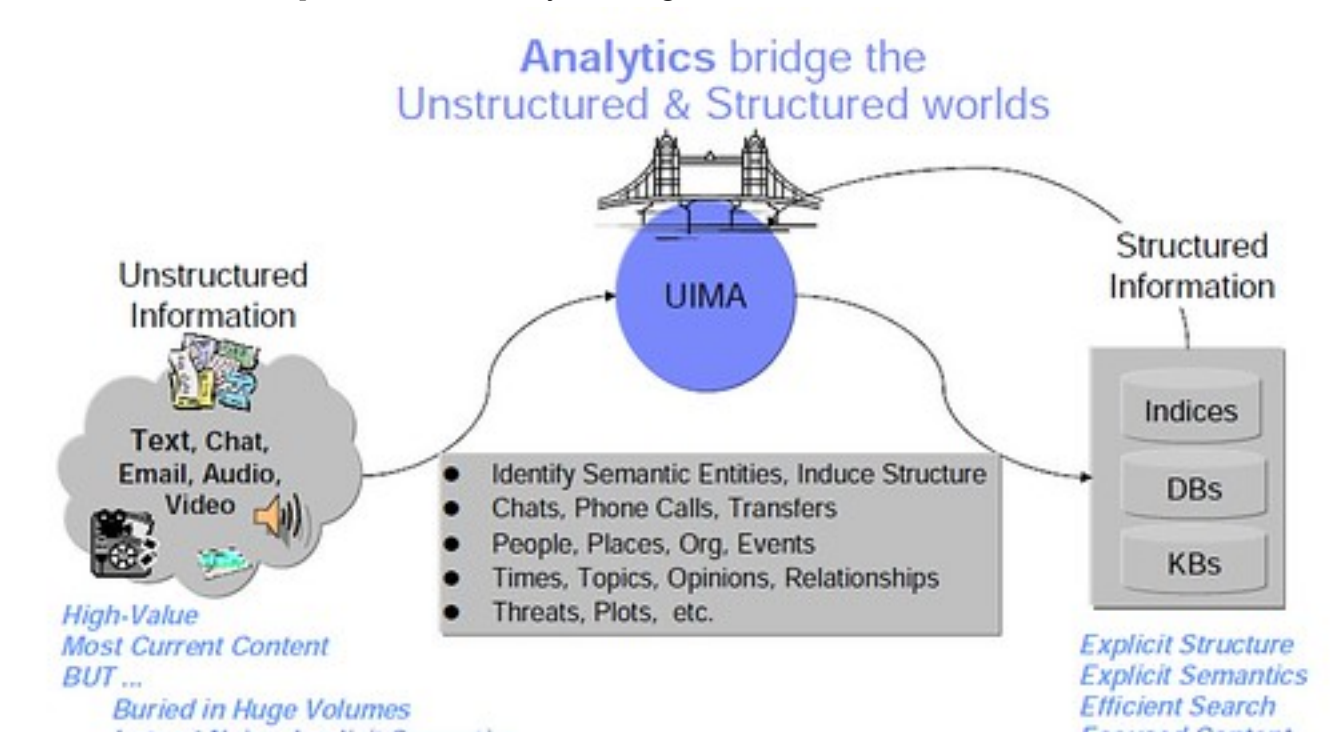 Analytics bridge the
Unstructured & Structured worlds
Unstructured
Information
Text, Chat,
Email, Audio,
Video
High-Value
Most Current Content
BUT ...
Buried in Huge Volumes
UIMA
● Identify Semantic Entities, Induce Structure
● Chats, Phone Calls, Transfers
● People, Places, Org, Events
● Times, Topics, Opinions, Relationships
● Threats, Plots, etc.
Structured
Information
Indices
DBs
KBs
Explicit Structure
Explicit Semantics
Efficient Search